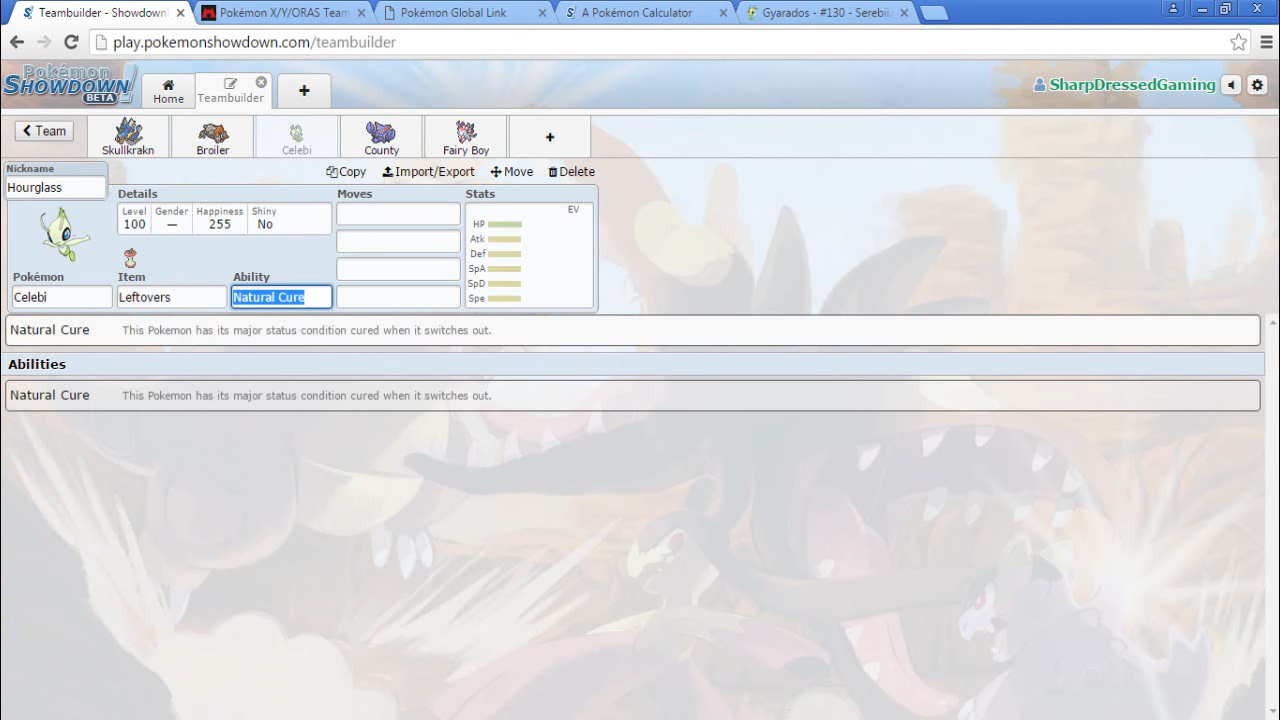 Teambuilder - Showdown!
Pokémon X/Y/ORAS Team
Pokémon Global Link
A Pokémon Calculator
Gyarados - #130 - Serebii.
play.pokemonshowdown.com/teambuilder
Pokémon
SHOWDOWN!
BETA
Home
Teambuilder
+
SharpDressedGaming
Team
Skullkrakn
Broiler
Celebi
County
Fairy Boy
+
Nickname
Hourglass
Copy
Import/Export
Move
Delete
Details
Moves
Stats
Level
Gender
Happiness
Shiny
100
—
255
No
EV
HP
Atk
Def
SpA
SpD
Spe
Pokémon
Item
Ability
Celebi
Leftovers
Natural Cure
Natural Cure This Pokemon has its major status condition cured when it switches out.
Abilities
Natural Cure This Pokemon has its major status condition cured when it switches out.